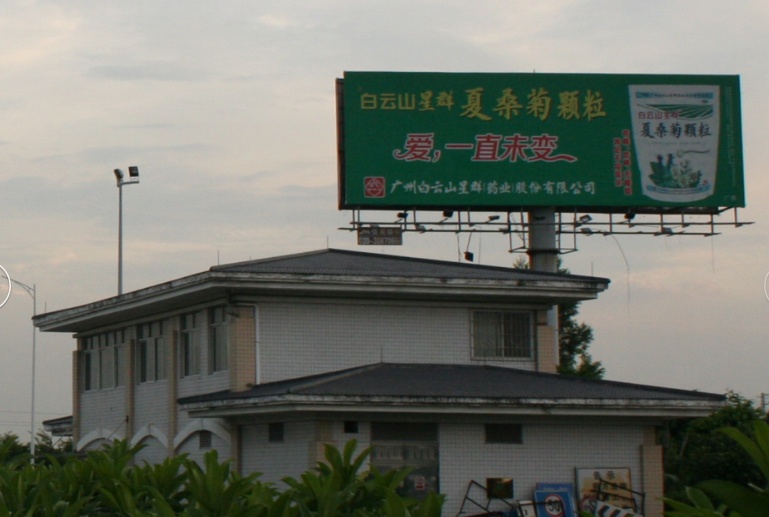 白云山星群 夏桑菊颗粒
爱,一直未变
广州白云山星群(药业)股份有限公司
白云山星群
夏桑菊颗粒